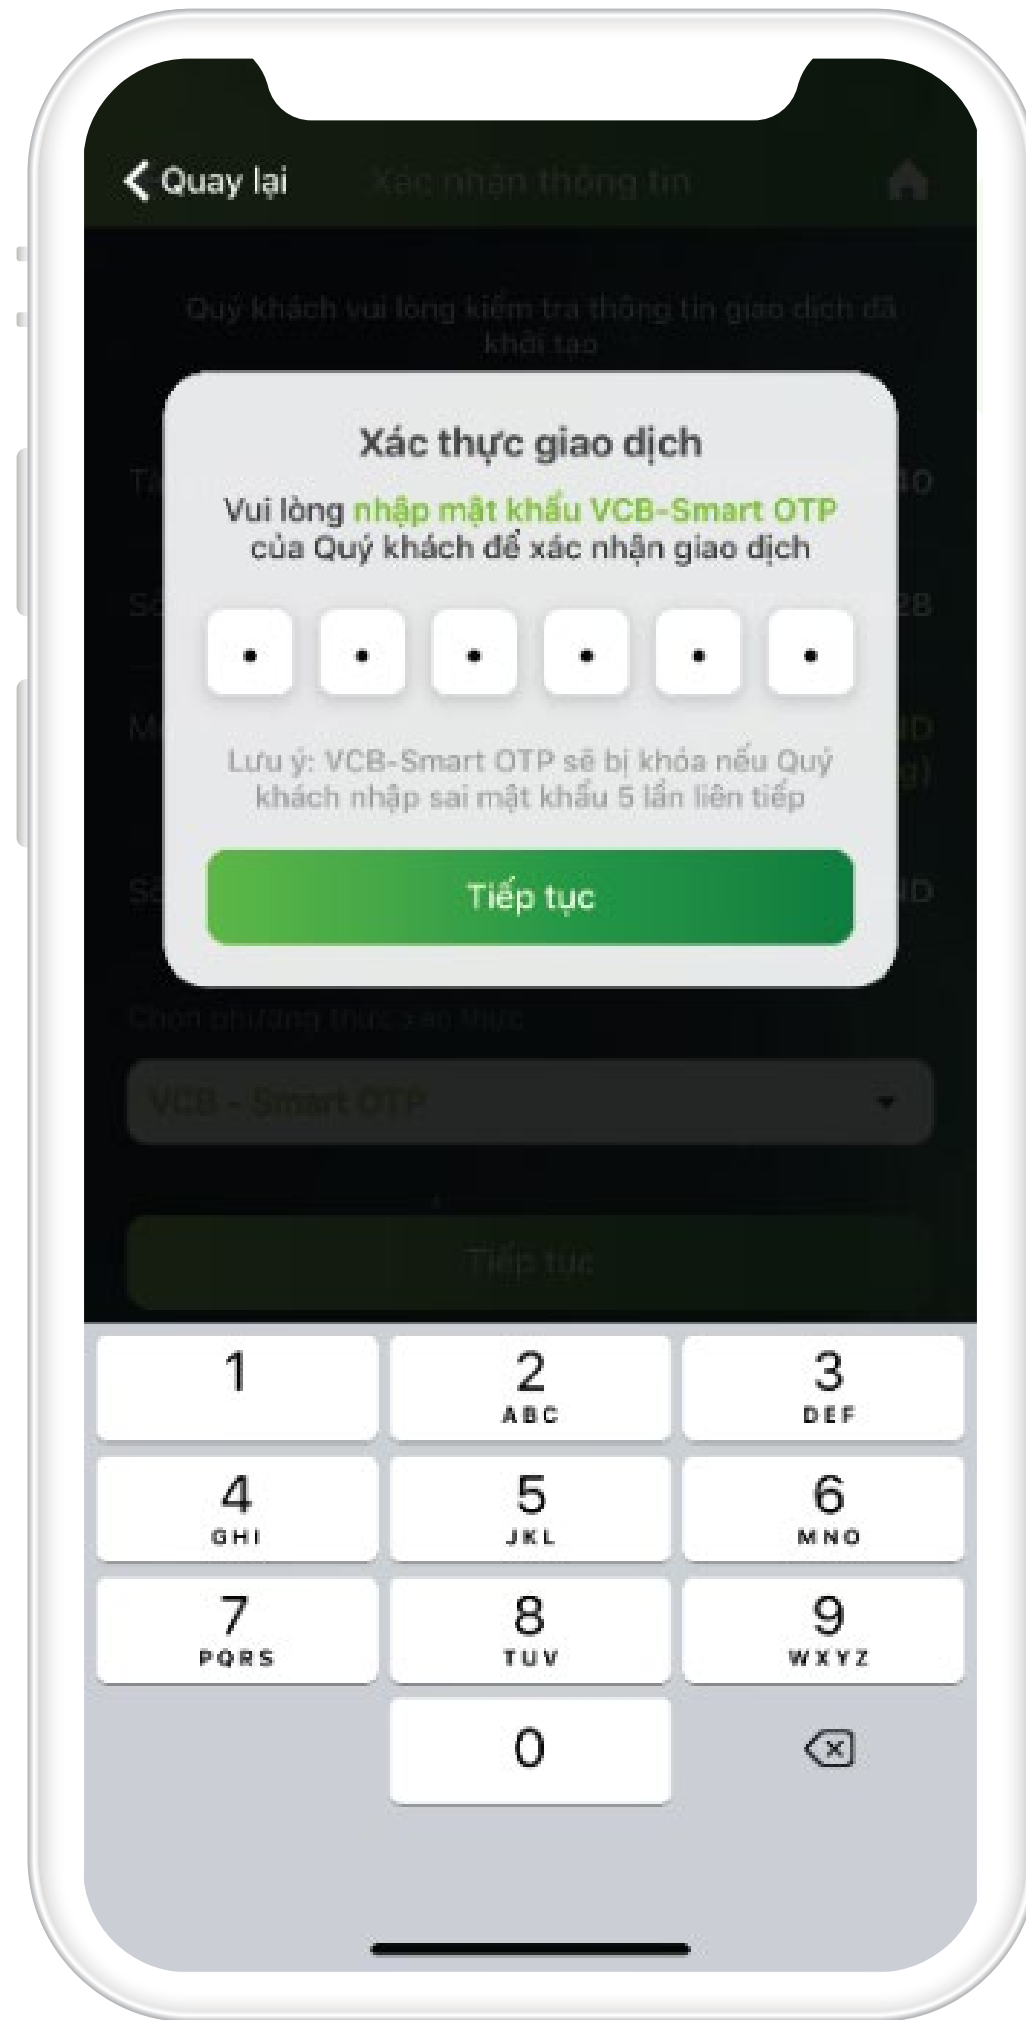 Quay lại
Xác nhận thông tin
Quý khách vui lòng kiểm tra thông tin giao dịch đã
khởi tạo
Xác thực giao dịch
Vui lòng nhập mật khẩu VCB-Smart OTP
của Quý khách để xác nhận giao dịch
Lưu ý: VCB-Smart OTP sẽ bị khóa nếu Quý
khách nhập sai mật khẩu 5 lần liên tiếp
Tiếp tục
Chọn phương thức xác thực
VCB - Smart OTP
Tiếp tục
1 2 3
ABC DEF
4 5 6
GHI JKL MNO
7 8 9
PQRS TUV WXYZ
0